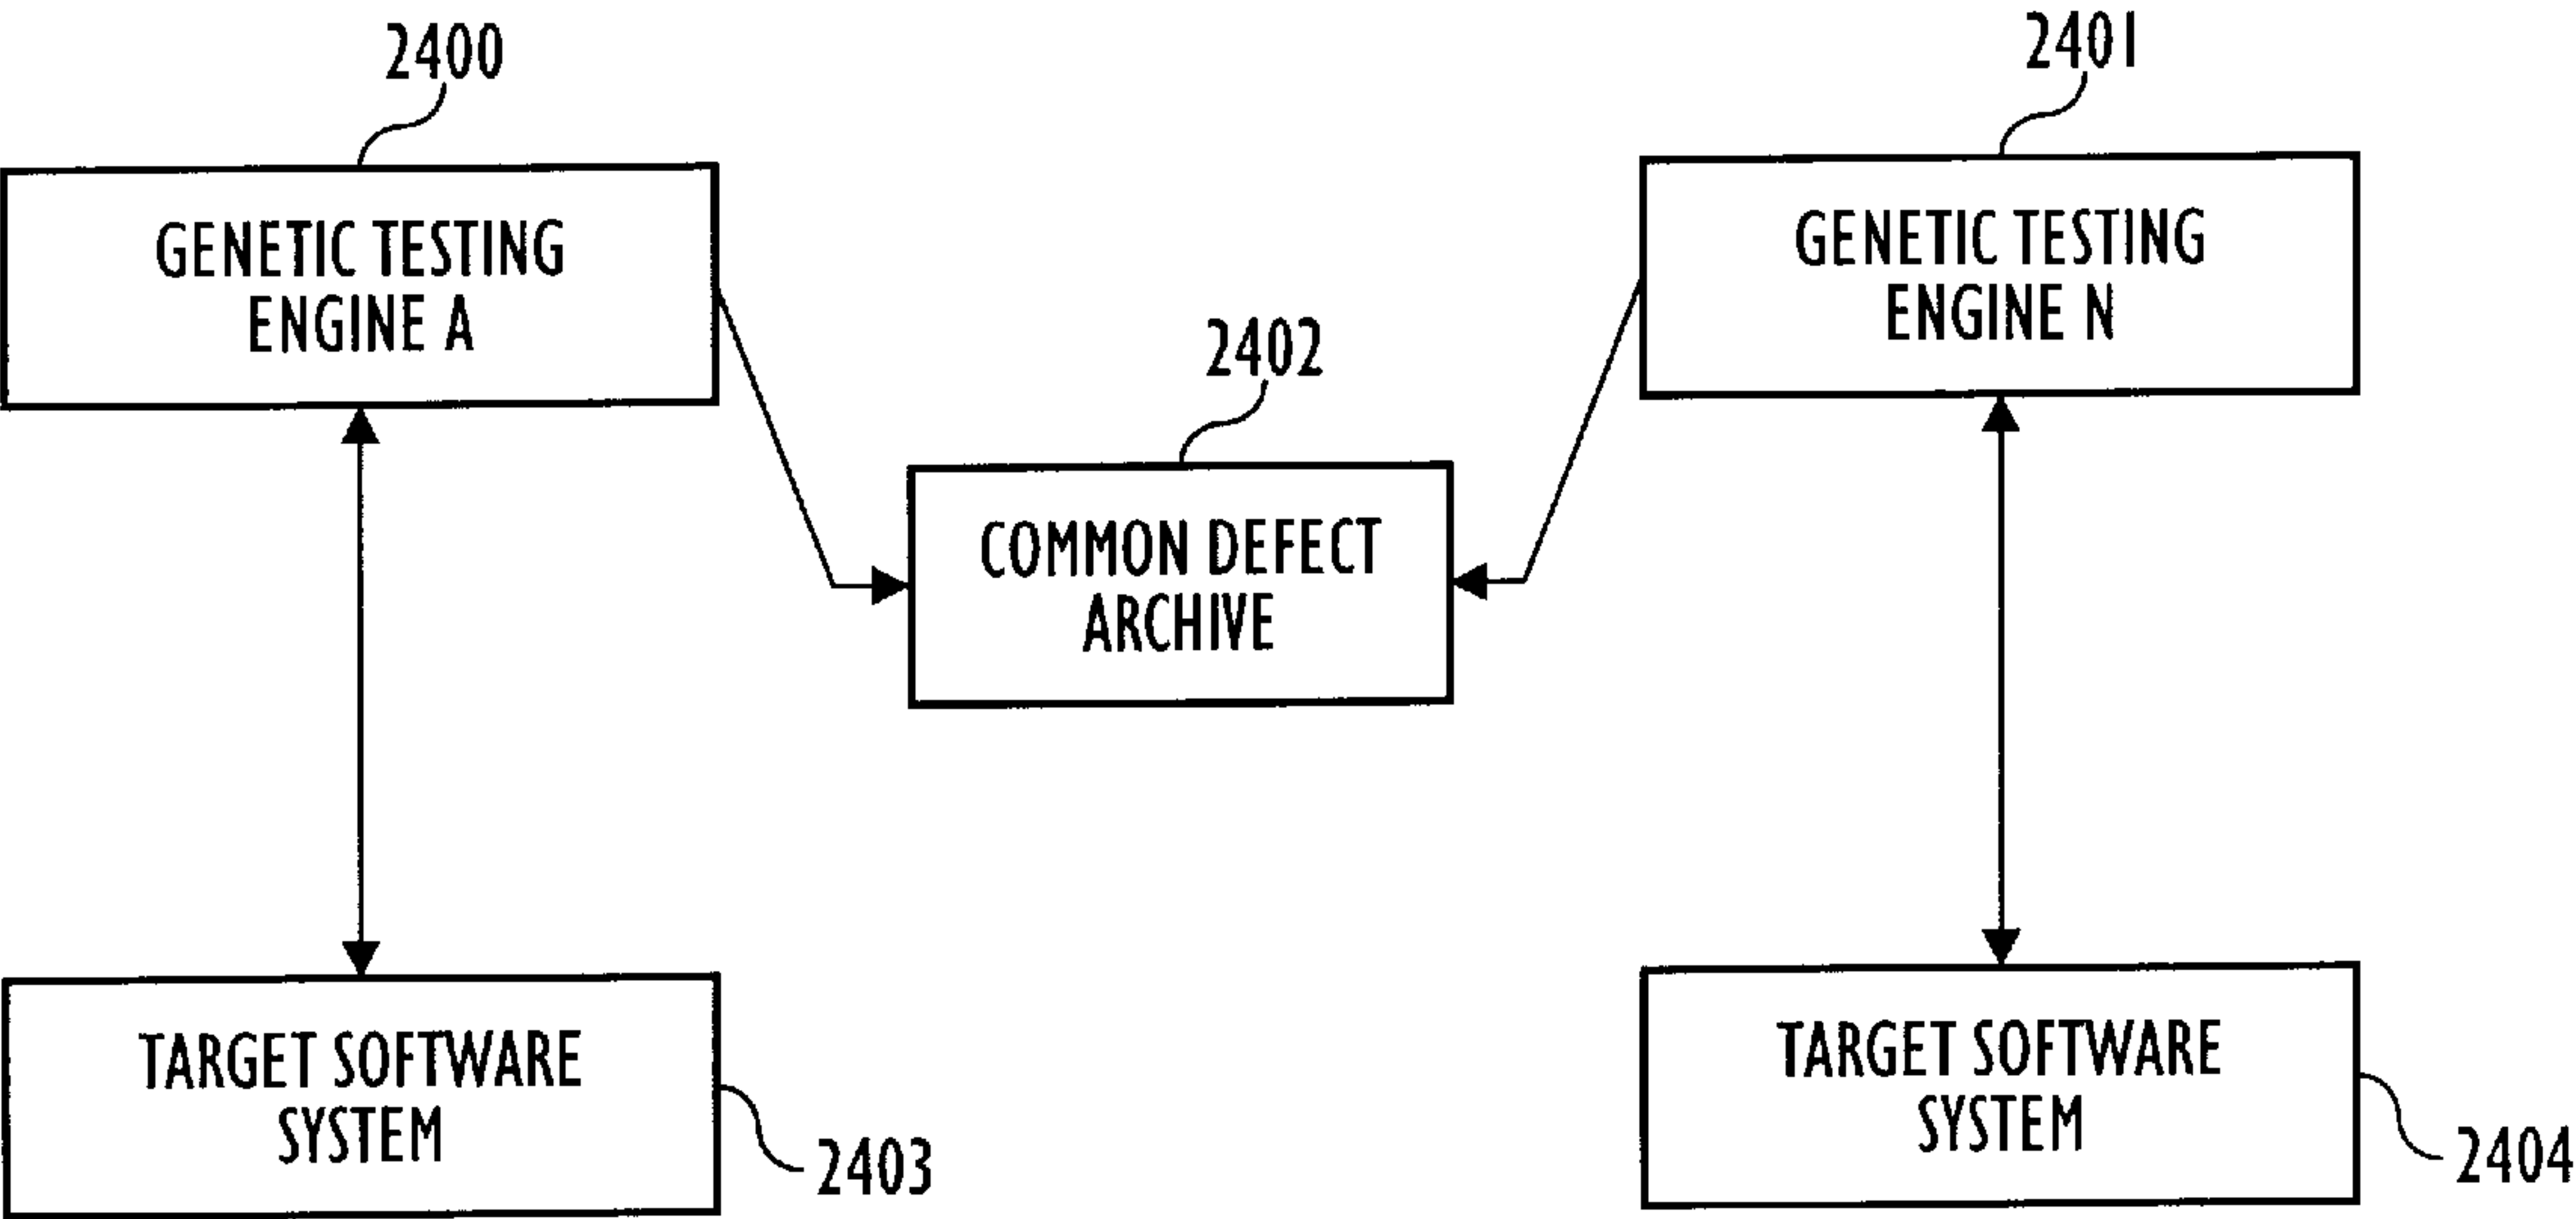 2400
2401
GENETIC TESTING
ENGINE A
GENETIC TESTING
ENGINE N
2402
COMMON DEFECT
ARCHIVE
TARGET SOFTWARE
SYSTEM
2403
TARGET SOFTWARE
SYSTEM
2404